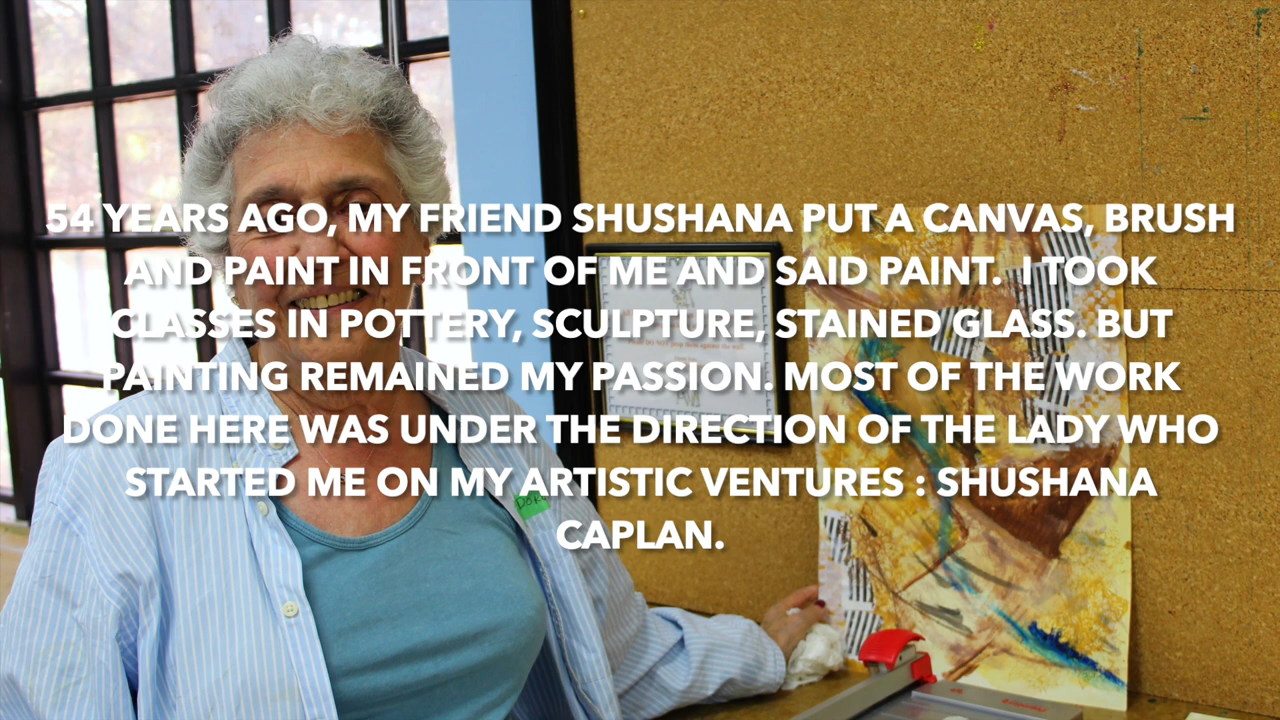 54 YEARS AGO, MY FRIEND SHUSHANA PUT A CANVAS, BRUSH
AND PAINT IN FRONT OF ME AND SAID PAINT. I TOOK
CLASSES IN POTTERY, SCULPTURE, STAINED GLASS. BUT
PAINTING REMAINED MY PASSION. MOST OF THE WORK
DONE HERE WAS UNDER THE DIRECTION OF THE LADY WHO
STARTED ME ON MY ARTISTIC VENTURES : SHUSHANA
CAPLAN.